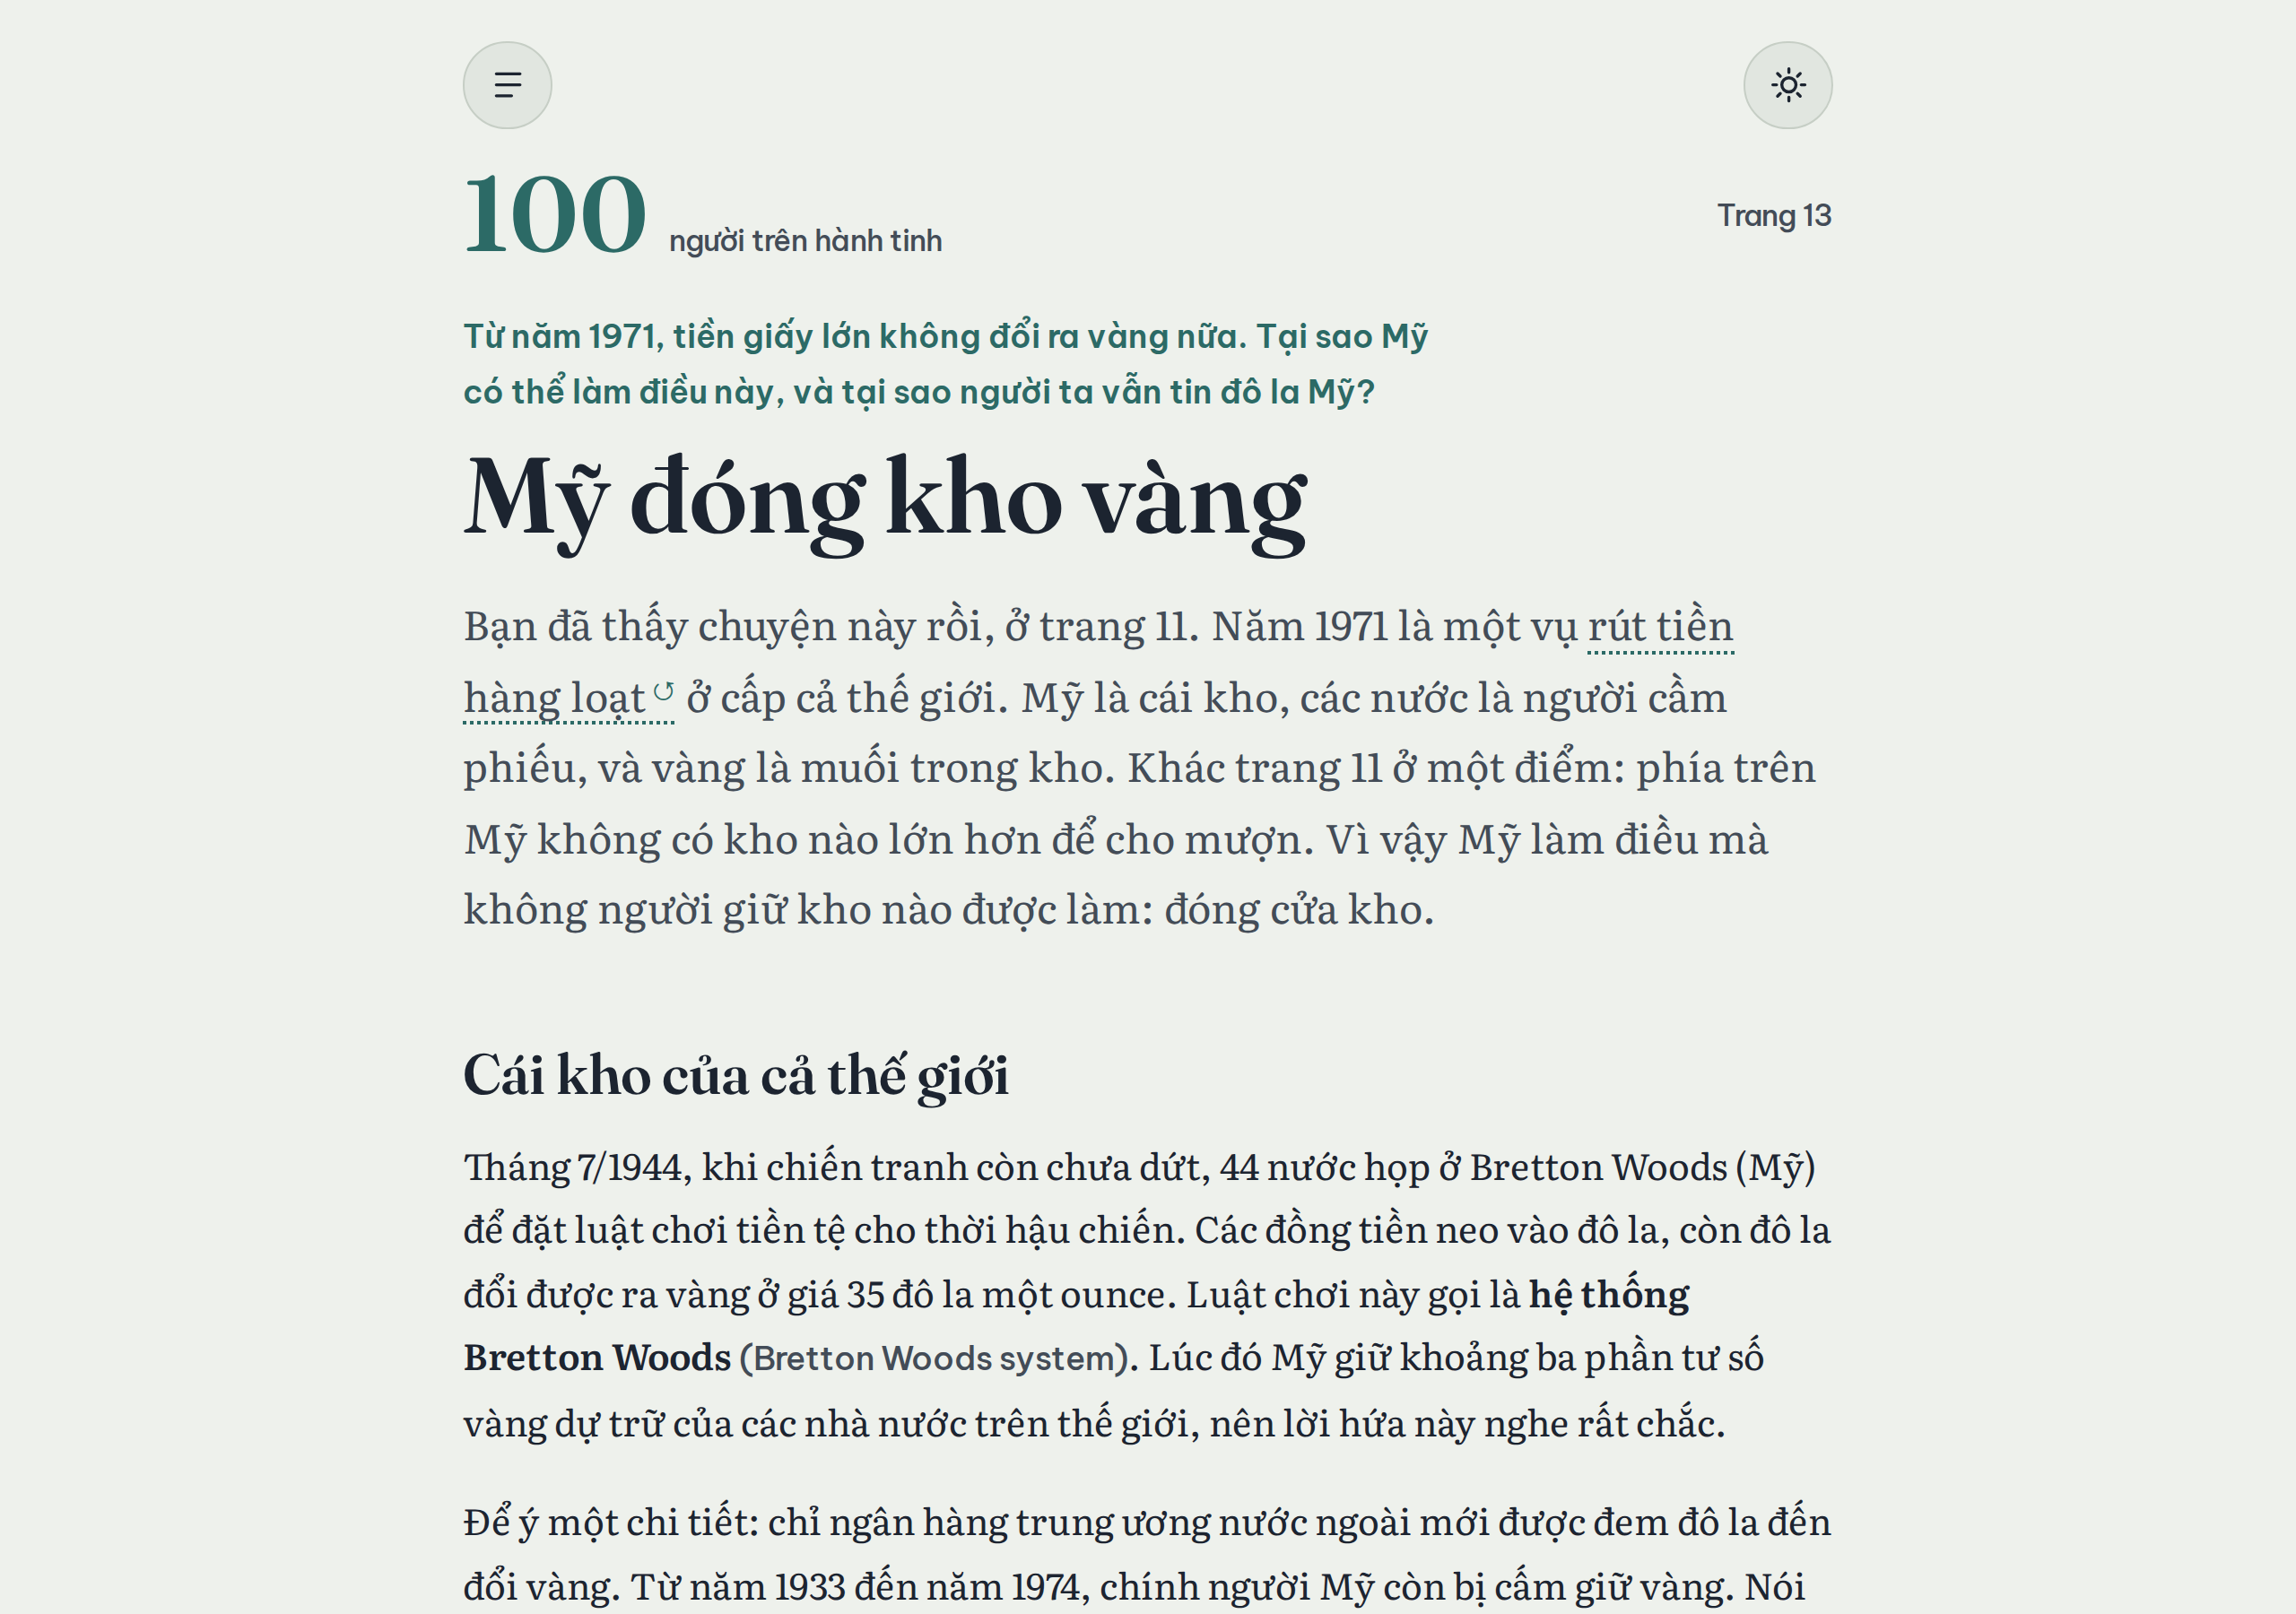 100 người trên hành tinh
Trang 13
Từ năm 1971, tiền giấy lớn không đổi ra vàng nữa. Tại sao Mỹ
có thể làm điều này, và tại sao người ta vẫn tin đô la Mỹ?
Mỹ đóng kho vàng
Bạn đã thấy chuyện này rồi, ở trang 11. Năm 1971 là một vụ rút tiền
hàng loạt ↺ ở cấp cả thế giới. Mỹ là cái kho, các nước là người cầm
phiếu, và vàng là muối trong kho. Khác trang 11 ở một điểm: phía trên
Mỹ không có kho nào lớn hơn để cho mượn. Vì vậy Mỹ làm điều mà
không người giữ kho nào được làm: đóng cửa kho.
Cái kho của cả thế giới
Tháng 7/1944, khi chiến tranh còn chưa dứt, 44 nước họp ở Bretton Woods (Mỹ)
để đặt luật chơi tiền tệ cho thời hậu chiến. Các đồng tiền neo vào đô la, còn đô la
đổi được ra vàng ở giá 35 đô la một ounce. Luật chơi này gọi là hệ thống
Bretton Woods (Bretton Woods system). Lúc đó Mỹ giữ khoảng ba phần tư số
vàng dự trữ của các nhà nước trên thế giới, nên lời hứa này nghe rất chắc.
Để ý một chi tiết: chỉ ngân hàng trung ương nước ngoài mới được đem đô la đến
đổi vàng. Từ năm 1933 đến năm 1974, chính người Mỹ còn bị cấm giữ vàng. Nói